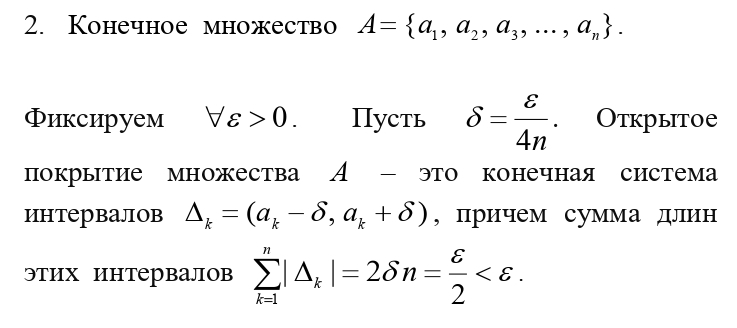 2. Конечное множество A = {a₁, a₂, a₃, ..., aₙ}.
Фиксируем ∀ε > 0. Пусть δ = ε/4n. Открытое
покрытие множества A – это конечная система
интервалов Δₖ = (aₖ − δ, aₖ + δ), причем сумма длин
этих интервалов ∑ₖ₌₁ⁿ |Δₖ| = 2δn = ε/2 < ε.